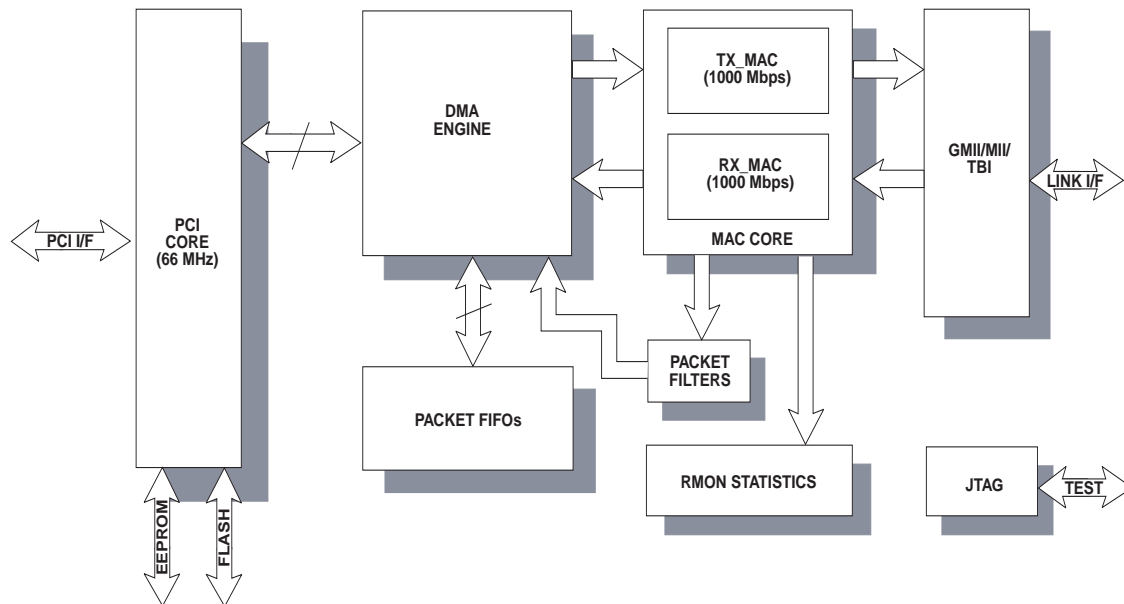 PCI I/F
PCI
CORE
(66 MHz)
EEPROM
FLASH
DMA
ENGINE
PACKET FIFOs
TX_MAC
(1000 Mbps)
RX_MAC
(1000 Mbps)
MAC CORE
PACKET
FILTERS
RMON STATISTICS
GMII/MII/
TBI
LINK I/F
JTAG
TEST